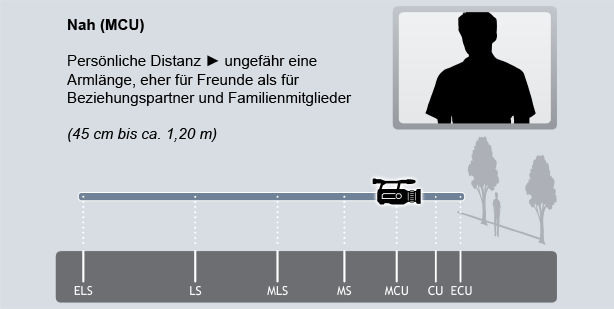 Nah (MCU)
Persönliche Distanz ► ungefähr eine
Armlänge, eher für Freunde als für
Beziehungspartner und Familienmitglieder
(45 cm bis ca. 1,20 m)
ELS LS MLS MS MCU CU ECU